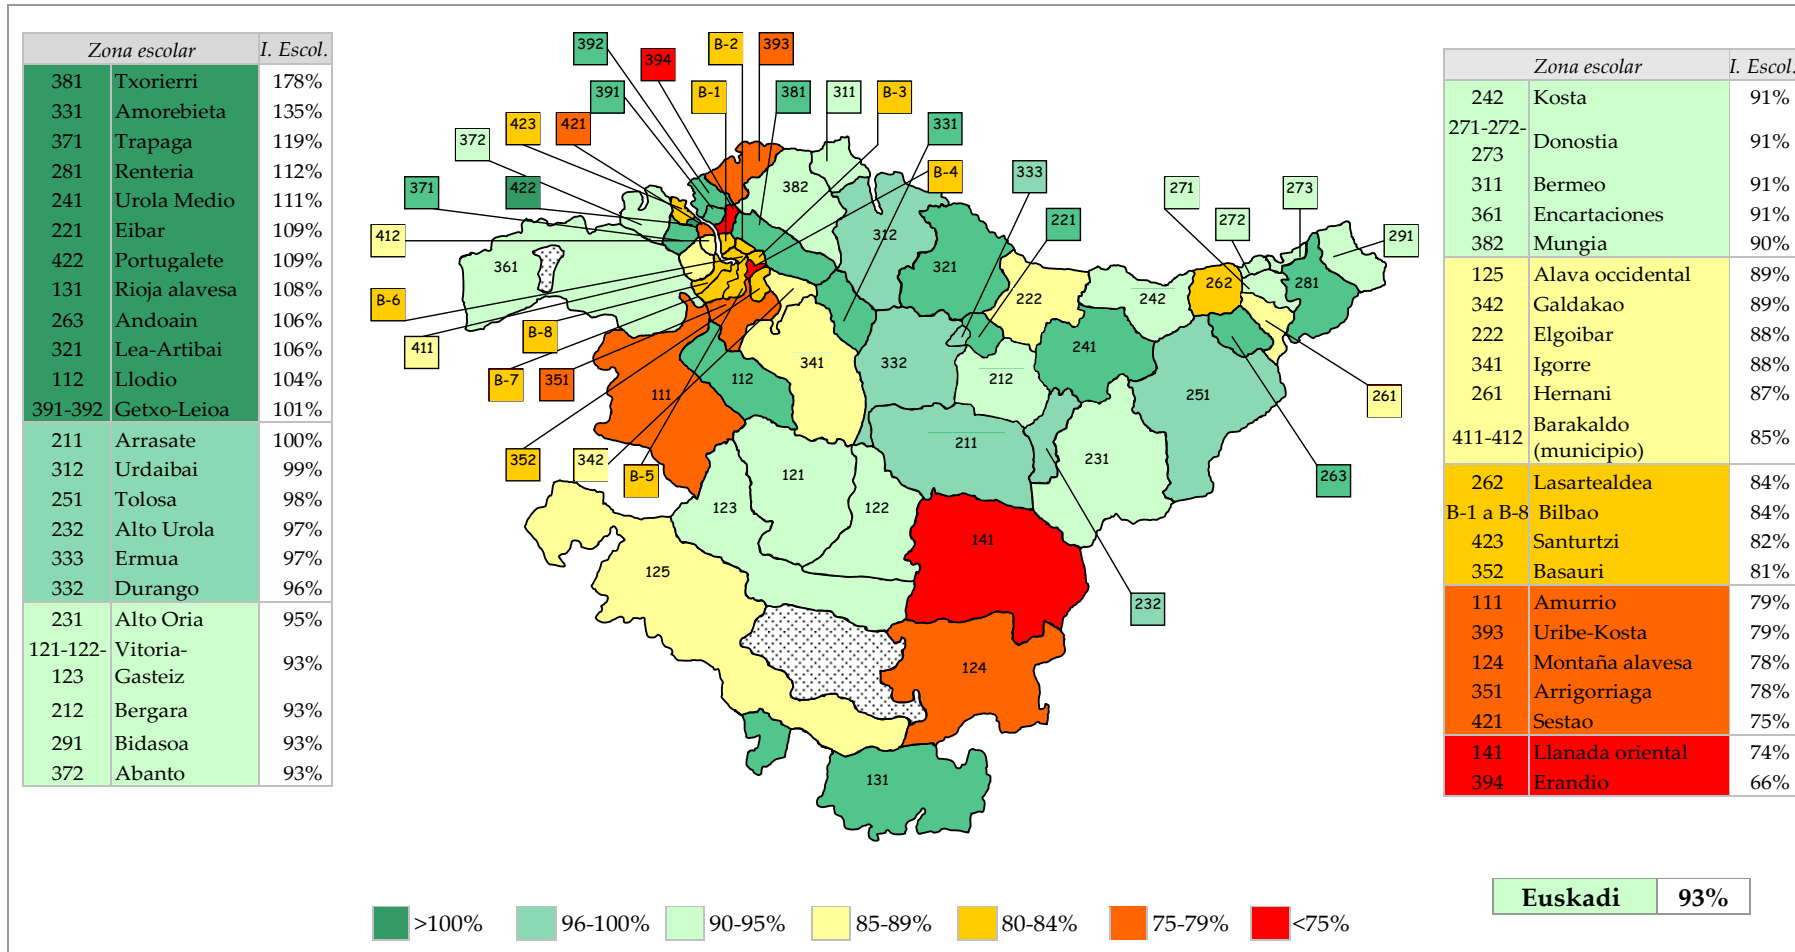 Zona escolar I. Escol.
381 Txorierri 178%
331 Amorebieta 135%
371 Trapaga 119%
281 Renteria 112%
241 Urola Medio 111%
221 Eibar 109%
422 Portugalete 109%
131 Rioja alavesa 108%
263 Andoain 106%
321 Lea-Artibai 106%
112 Llodio 104%
391-392 Getxo-Leioa 101%
211 Arrasate 100%
312 Urdaibai 99%
251 Tolosa 98%
232 Alto Urola 97%
333 Ermua 97%
332 Durango 96%
231 Alto Oria 95%
121-122- Vitoria-
123 Gasteiz 93%
212 Bergara 93%
291 Bidasoa 93%
372 Abanto 93%
392
394
B-2
393
391
B-1
381
311
B-3
423
421
331
372
B-4
333
371
422
382
271
273
221
272
412
312
291
361
321
281
B-6
222
242
262
B-8
411
241
341
332
212
112
B-7
351
111
251
261
211
231
352
342
B-5
121
263
123
122
141
125
232
124
131
Zona escolar I. Escol.
242 Kosta 91%
271-272-
273 Donostia 91%
311 Bermeo 91%
361 Encartaciones 91%
382 Mungia 90%
125 Alava occidental 89%
342 Galdakao 89%
222 Elgoibar 88%
341 Igorre 88%
261 Hernani 87%
411-412 Barakaldo 85%
(municipio)
262 Lasartealdea 84%
B-1 a B-8 Bilbao 84%
423 Santurtzi 82%
352 Basauri 81%
111 Amurrio 79%
393 Uribe-Kosta 79%
124 Montaña alavesa 78%
351 Arrigorriaga 78%
421 Sestao 75%
141 Llanada oriental 74%
394 Erandio 66%
Euskadi 93%
>100% 96-100% 90-95% 85-89% 80-84% 75-79% <75%